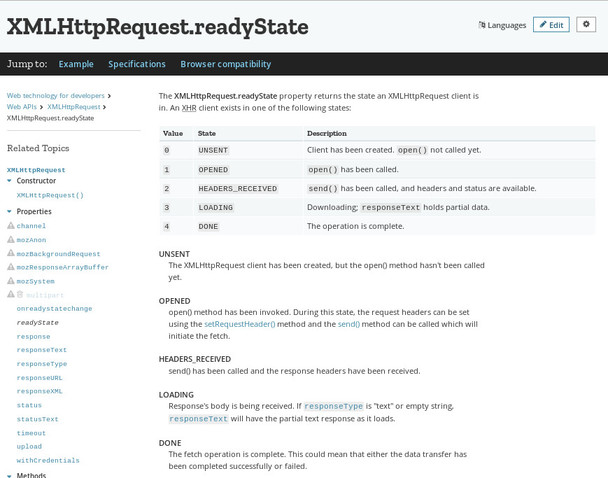 XMLHttpRequest.readyState
Languages
Edit
Jump to: Example Specifications Browser compatibility
Web technology for developers
Web APIs XMLHttpRequest
XMLHttpRequest.readyState
Related Topics
XMLHttpRequest
Constructor
XMLHttpRequest()
Properties
channel
mozAnon
mozBackgroundRequest
mozResponseArrayBuffer
mozSystem
multipart
onreadystatechange
readyState
response
responseText
responseType
responseURL
responseXML
status
statusText
timeout
upload
withCredentials
Methods
The XMLHttpRequest.readyState property returns the state an XMLHttpRequest client is
in. An XHR client exists in one of the following states:
Value State Description
0 UNSENT Client has been created. open() not called yet.
1 OPENED open() has been called.
2 HEADERS_RECEIVED send() has been called, and headers and status are available.
3 LOADING Downloading; responseText holds partial data.
4 DONE The operation is complete.
UNSENT
The XMLHttpRequest client has been created, but the open() method hasn't been called
yet.
OPENED
open() method has been invoked. During this state, the request headers can be set
using the setRequestHeader() method and the send() method can be called which will
initiate the fetch.
HEADERS_RECEIVED
send() has been called and the response headers have been received.
LOADING
Response's body is being received. If responseType is "text" or empty string,
responseText will have the partial text response as it loads.
DONE
The fetch operation is complete. This could mean that either the data transfer has
been completed successfully or failed.